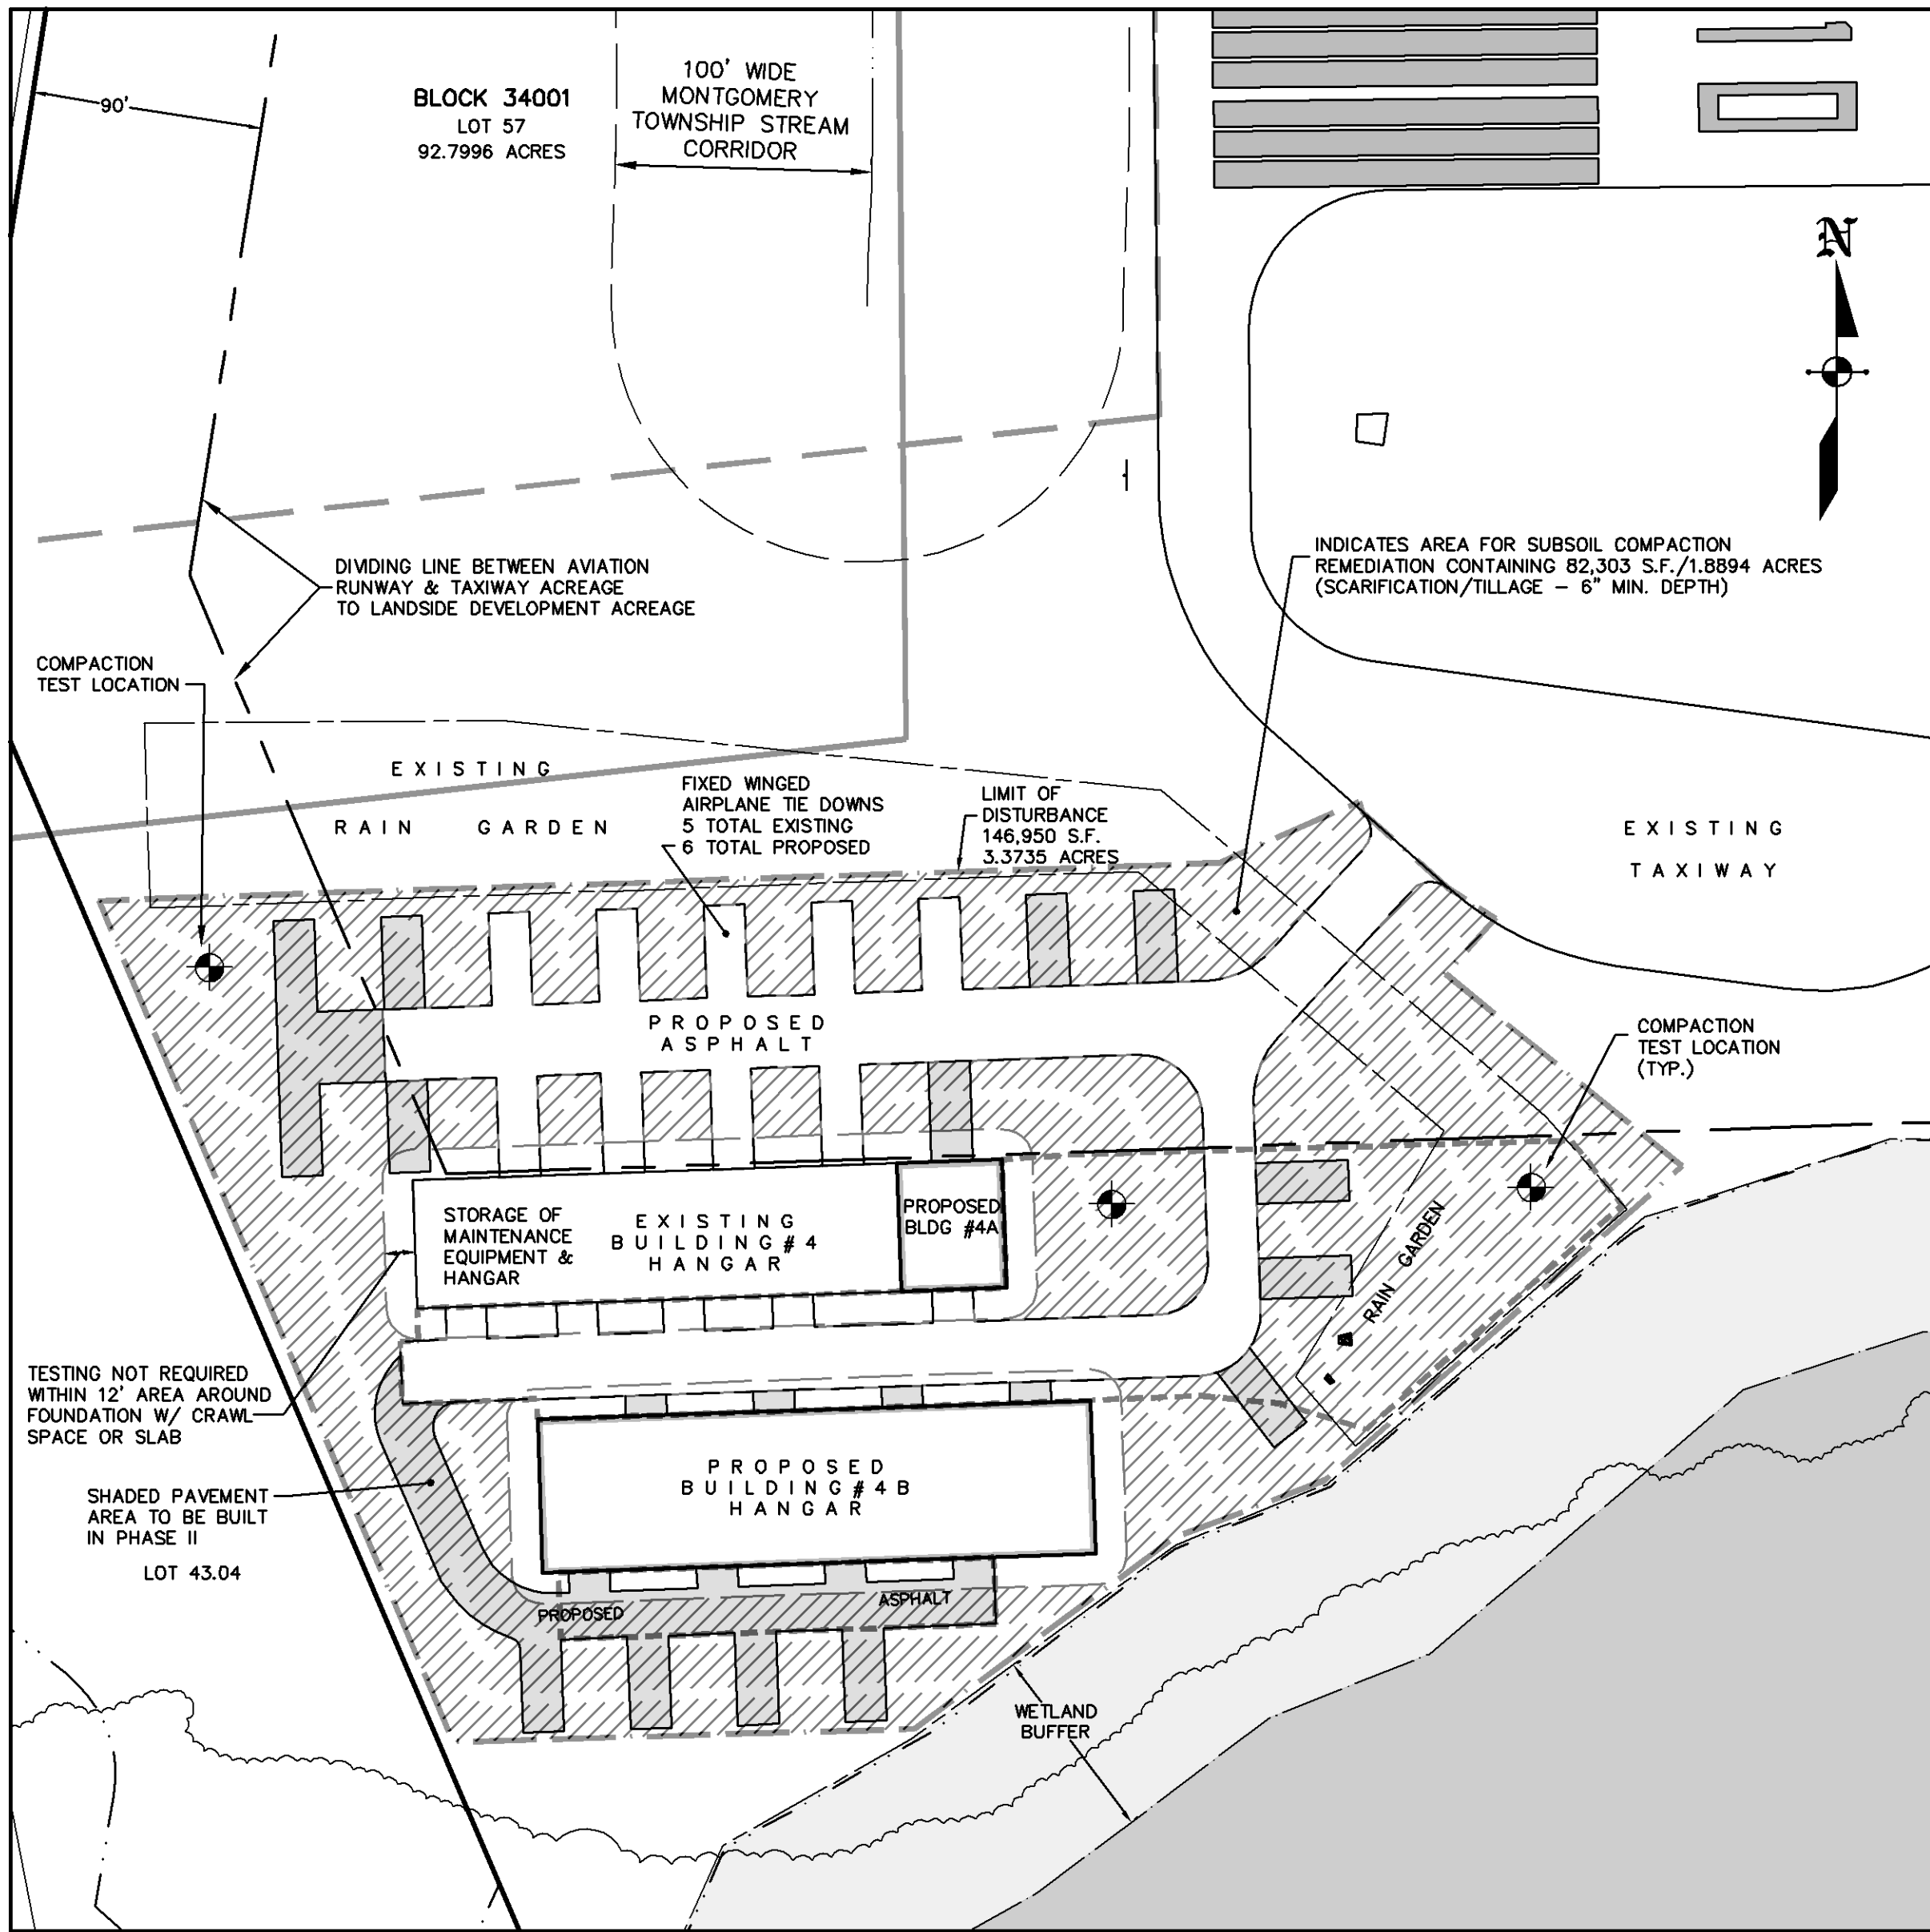 90'
BLOCK 34001
LOT 57
92.7996 ACRES
100' WIDE
MONTGOMERY
TOWNSHIP STREAM
CORRIDOR
N
INDICATES AREA FOR SUBSOIL COMPACTION
REMEDIATION CONTAINING 82,303 S.F./1.8894 ACRES
(SCARIFICATION/TILLAGE – 6" MIN. DEPTH)
DIVIDING LINE BETWEEN AVIATION
RUNWAY & TAXIWAY ACREAGE
TO LANDSIDE DEVELOPMENT ACREAGE
COMPACTION
TEST LOCATION
EXISTING
RAIN GARDEN
FIXED WINGED
AIRPLANE TIE DOWNS
5 TOTAL EXISTING
6 TOTAL PROPOSED
LIMIT OF
DISTURBANCE
146,950 S.F.
3.3735 ACRES
EXISTING
TAXIWAY
PROPOSED
ASPHALT
COMPACTION
TEST LOCATION
(TYP.)
STORAGE OF
MAINTENANCE
EQUIPMENT &
HANGAR
EXISTING
BUILDING # 4
HANGAR
PROPOSED
BLDG #4A
RAIN GARDEN
TESTING NOT REQUIRED
WITHIN 12' AREA AROUND
FOUNDATION W/ CRAWL
SPACE OR SLAB
SHADED PAVEMENT
AREA TO BE BUILT
IN PHASE II
LOT 43.04
PROPOSED
BUILDING # 4B
HANGAR
PROPOSED ASPHALT
WETLAND
BUFFER